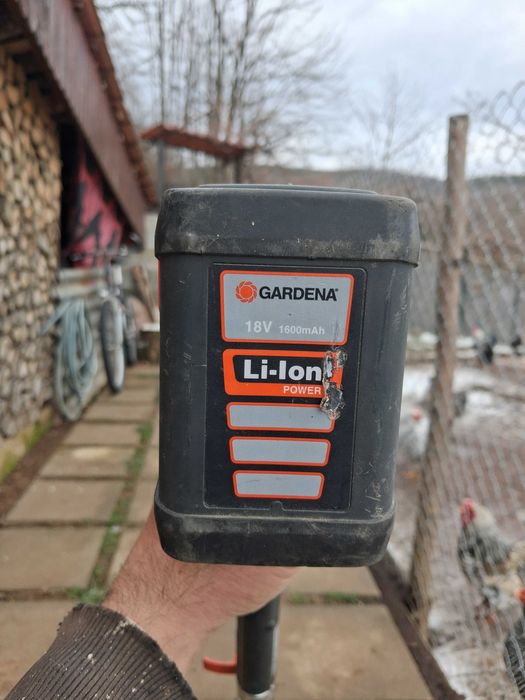 GARDENA®
18V 1600mAh
Li-Ion
POWER